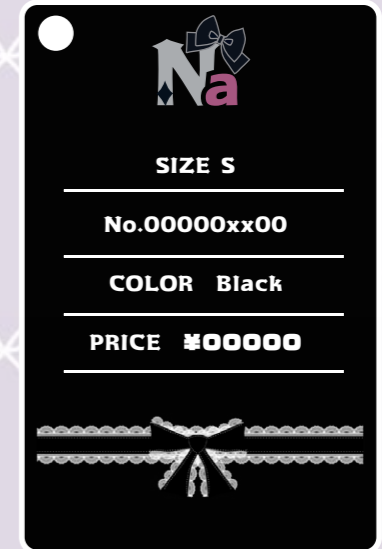 Na
SIZE S
No.00000xx00
COLOR Black
PRICE ¥00000